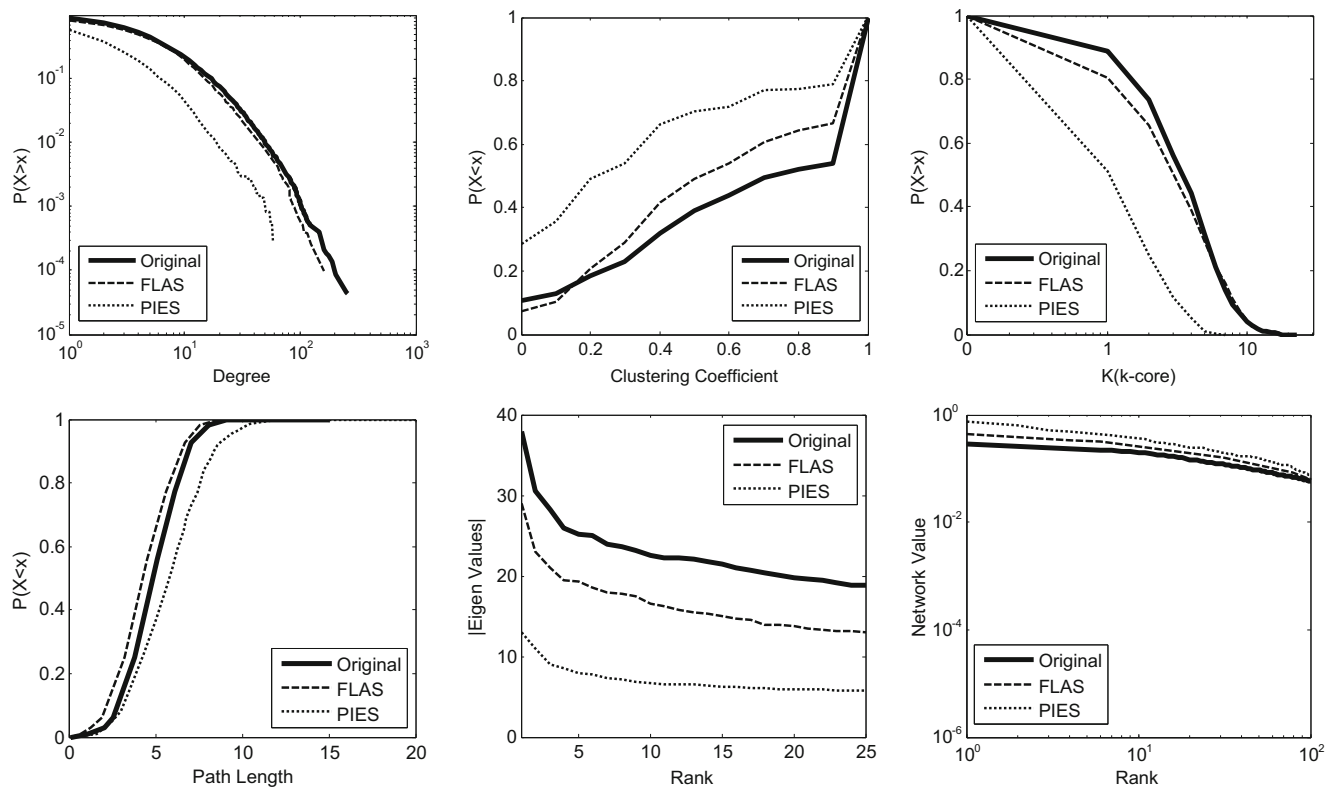 10^-1
10^-2
10^-3
10^-4
10^-5
P(X>x)
Original
FLAS
PIES
10^0 10^1 10^2 10^3
Degree
1
0.8
0.6
0.4
0.2
0
P(X<x)
Original
FLAS
PIES
0 0.2 0.4 0.6 0.8 1
Clustering Coefficient
1
0.8
0.6
0.4
0.2
0
P(X>x)
Original
FLAS
PIES
0 1 10
K(k-core)
1
0.8
0.6
0.4
0.2
0
P(X<x)
Original
FLAS
PIES
0 5 10 15 20
Path Length
40
30
20
10
0
|Eigen Values|
Original
FLAS
PIES
5 10 15 20 25
Rank
10^0
10^-2
10^-4
10^-6
Network Value
Original
FLAS
PIES
10^0 10^1 10^2
Rank